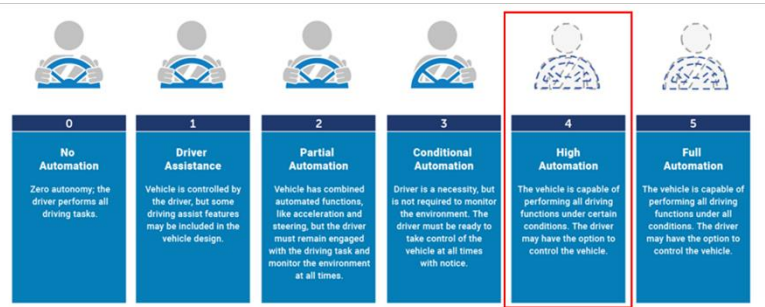 0
No
Automation
Zero autonomy; the
driver performs all
driving tasks.
1
Driver
Assistance
Vehicle is controlled by
the driver, but some
driving assist features
may be included in the
vehicle design.
2
Partial
Automation
Vehicle has combined
automated functions,
like acceleration and
steering, but the driver
must remain engaged
with the driving task and
monitor the environment
at all times.
3
Conditional
Automation
Driver is a necessity, but
is not required to monitor
the environment. The
driver must be ready to
take control of the
vehicle at all times
with notice.
4
High
Automation
The vehicle is capable of
performing all driving
functions under certain
conditions. The driver
may have the option to
control the vehicle.
5
Full
Automation
The vehicle is capable of
performing all driving
functions under all
conditions. The driver
may have the option to
control the vehicle.